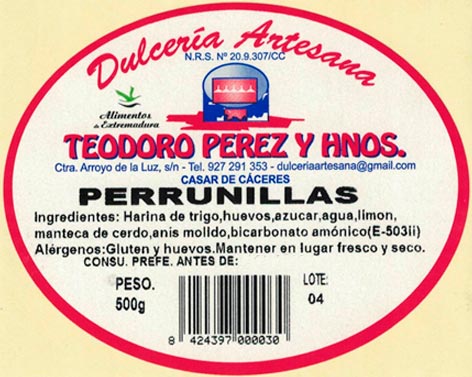 Dulcería Artesana
N.R.S. Nº 20.9.307/CC
Alimentos
de Extremadura
TEODORO PEREZ Y HNOS.
Ctra. Arroyo de la Luz, s/n - Tel. 927 291 353 - dulceriaartesana@gmail.com
CASAR DE CÁCERES
PERRUNILLAS
Ingredientes: Harina de trigo,huevos,azucar,agua,limon,
manteca de cerdo,anis molido,bicarbonato amónico(E-503ii)
Alérgenos:Gluten y huevos.Mantener en lugar fresco y seco.
CONSU. PREFE. ANTES DE:
PESO.
500g
LOTE:
04
8 424397 000030